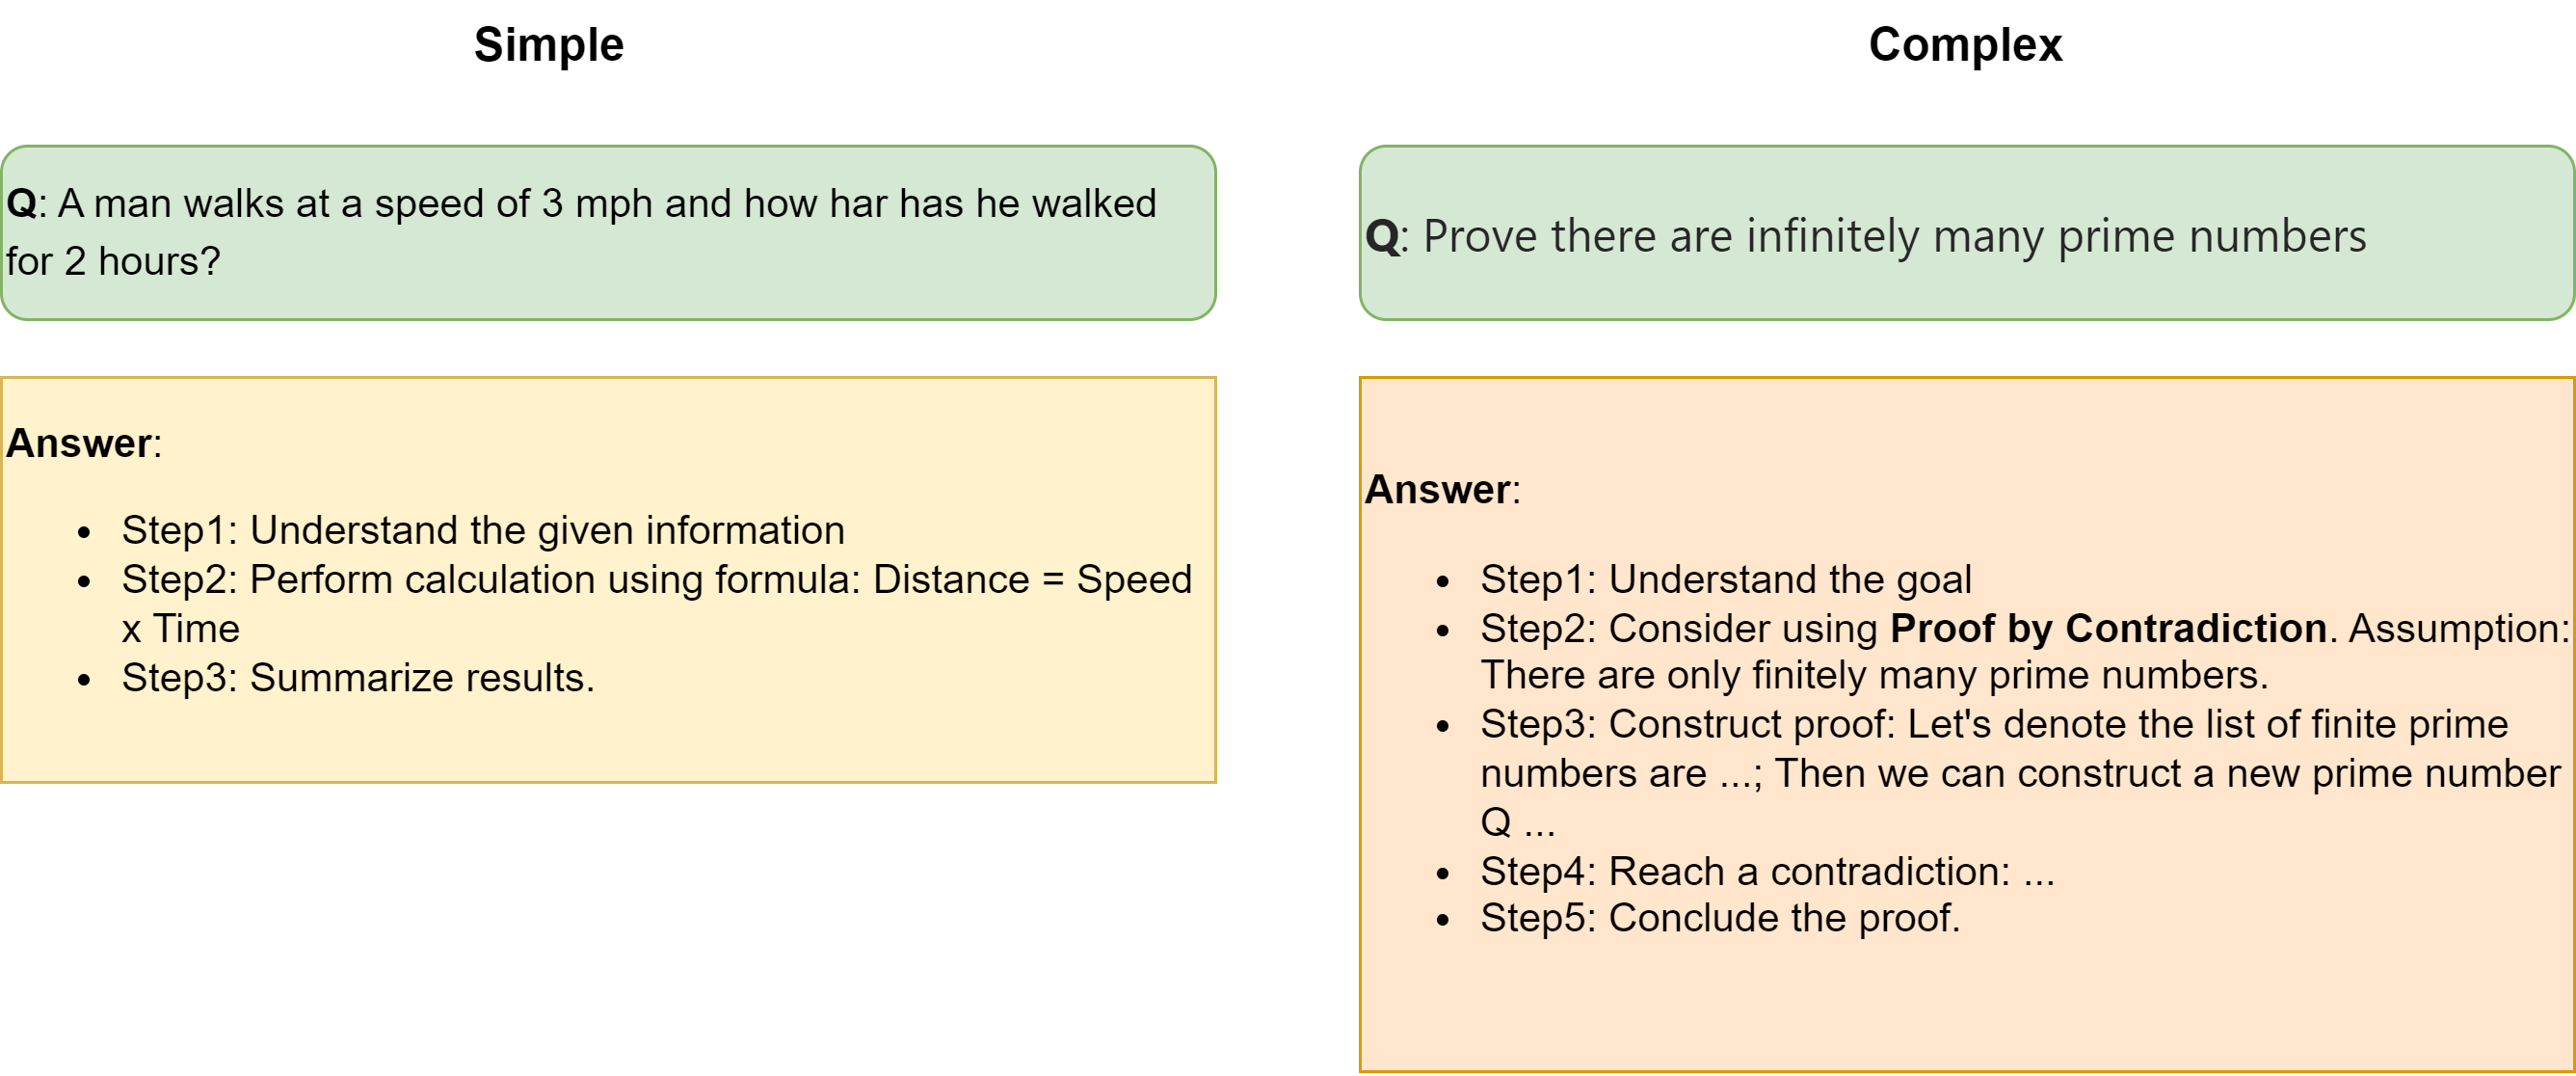 Simple
Q: A man walks at a speed of 3 mph and how har has he walked
for 2 hours?
Answer:
• Step1: Understand the given information
• Step2: Perform calculation using formula: Distance = Speed
x Time
• Step3: Summarize results.
Complex
Q: Prove there are infinitely many prime numbers
Answer:
• Step1: Understand the goal
• Step2: Consider using Proof by Contradiction. Assumption:
There are only finitely many prime numbers.
• Step3: Construct proof: Let's denote the list of finite prime
numbers are ...; Then we can construct a new prime number
Q ...
• Step4: Reach a contradiction: ...
• Step5: Conclude the proof.